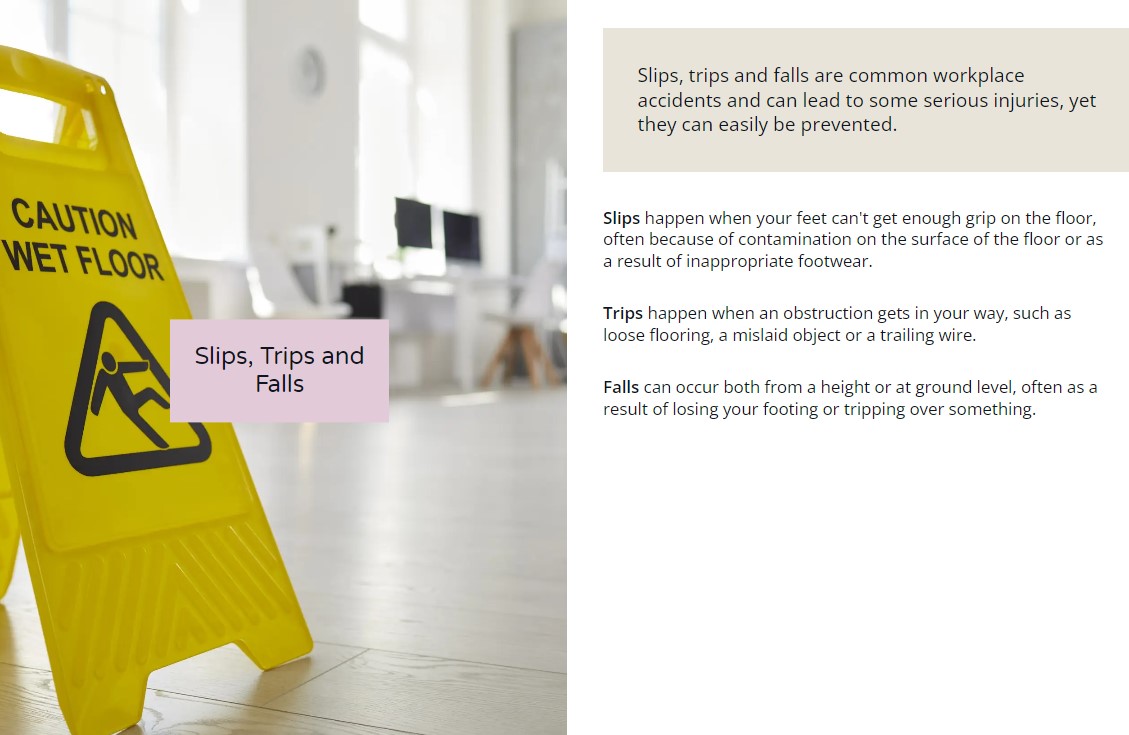 CAUTION
WET FLOOR
Slips, Trips and
Falls
Slips, trips and falls are common workplace
accidents and can lead to some serious injuries, yet
they can easily be prevented.
Slips happen when your feet can't get enough grip on the floor,
often because of contamination on the surface of the floor or as
a result of inappropriate footwear.
Trips happen when an obstruction gets in your way, such as
loose flooring, a mislaid object or a trailing wire.
Falls can occur both from a height or at ground level, often as a
result of losing your footing or tripping over something.